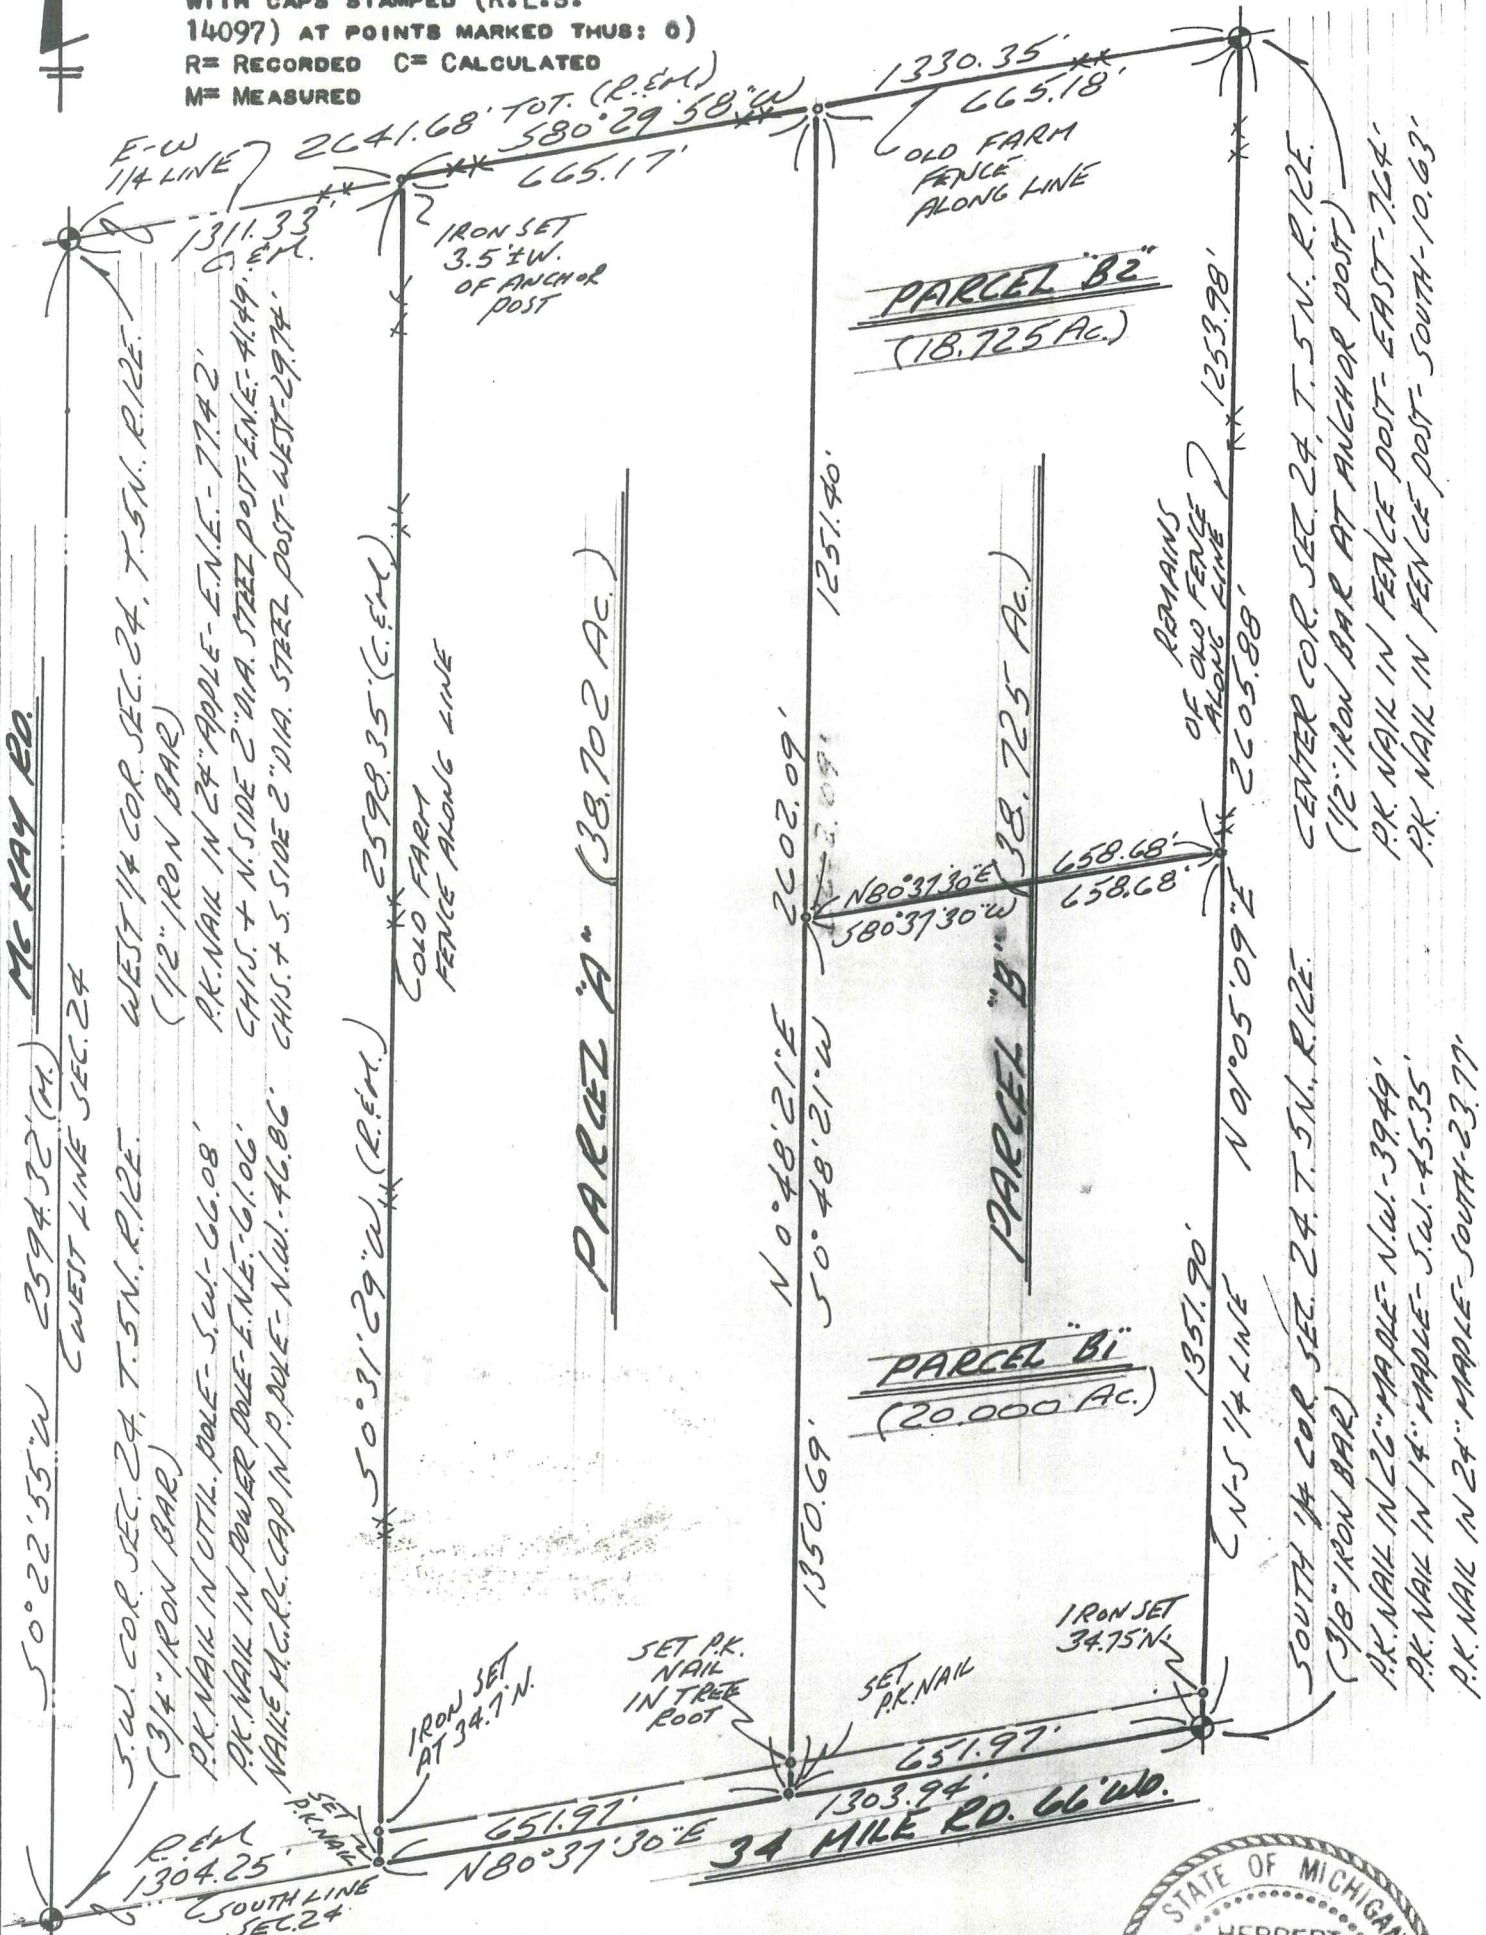 WITH CAPS STAMPED (R.L.S.
14097) AT POINTS MARKED THUS: o)
R= RECORDED C= CALCULATED
M= MEASURED
E-W
1/4 LINE
2641.68' TOT. (R.&M.)
S80°29'58"W
665.17'
1330.35'
665.18'
1311.33'
C.&M.
IRON SET
3.5'±W.
OF ANCHOR
POST
OLD FARM
FENCE
ALONG LINE
PARCEL "B2"
(18.725 Ac.)
McKAY RD.
S0°22'55"W 2594.32'(M.)
WEST LINE SEC. 24
WEST 1/4 COR. SEC. 24, T.5N., R.12E.
(1/2" IRON BAR)
P.K. NAIL IN 24" APPLE - E.N.E. - 77.42'
CHIS. + N. SIDE 2" DIA. STEEL POST - E.N.E. - 41.49'
CHIS. + S. SIDE 2" DIA. STEEL POST - WEST - 29.74'
S.W. COR. SEC. 24, T.5N., R.12E.
(3/4" IRON BAR)
P.K. NAIL IN UTIL. POLE - S.W. - 66.08'
P.K. NAIL IN POWER POLE - E.N.E. - 61.06'
NAIL & M.C.R.C. CAP IN P. POLE - N.W. - 46.86'
S0°31'29"W (R.&M.) 2598.35' (C.&M.)
OLD FARM
FENCE ALONG LINE
PARCEL "A" (38.702 Ac.)
1251.40'
2602.09'
N0°48'21"E
S0°48'21"W
1350.69'
PARCEL "B" (38.725 Ac.)
N80°37'30"E 658.68'
S80°37'30"W 658.68'
REMAINS
OF OLD FENCE
ALONG LINE
1253.98'
2605.88'
N01°05'09"E
1351.90'
N-S 1/4 LINE
CENTER COR. SEC. 24, T.5N., R.12E.
(1/2" IRON BAR AT ANCHOR POST)
P.K. NAIL IN FENCE POST - EAST - 7.64'
P.K. NAIL IN FENCE POST - SOUTH - 10.63'
SOUTH 1/4 COR. SEC. 24, T.5N., R.12E.
(3/8" IRON BAR)
P.K. NAIL IN 26" MAPLE - N.W. - 39.49'
P.K. NAIL IN 14" MAPLE - S.W. - 45.35'
P.K. NAIL IN 24" MAPLE - SOUTH - 23.77'
PARCEL "B1"
(20.000 Ac.)
IRON SET
AT 34.7'N.
SET P.K.
NAIL
IN TREE
ROOT
SET
P.K. NAIL
IRON SET
34.75'N.
SET
P.K. NAIL
R.&M.
1304.25'
SOUTH LINE
SEC. 24
651.97'
N80°37'30"E
651.97'
1303.94'
34 MILE RD. 66' WD.
STATE OF MICHIGAN
HERBERT